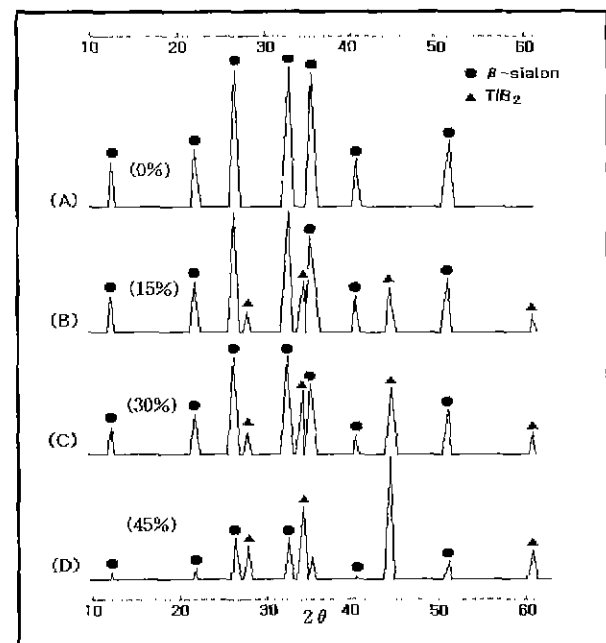 10 20 30 40 50 60
● β-sialon
▲ TiB2
(0%)
(A)
(15%)
(B)
(30%)
(C)
(45%)
(D)
10 20 30 2θ 40 50 60